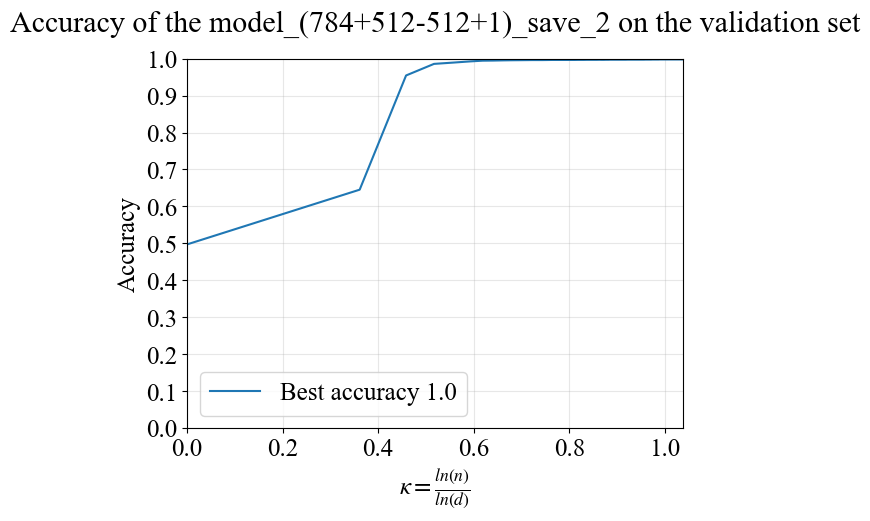 Accuracy of the model_(784+512-512+1)_save_2 on the validation set
1.0
0.9
0.8
0.7
0.6
0.5
0.4
0.3
0.2
0.1
0.0
Accuracy
Best accuracy 1.0
0.0 0.2 0.4 0.6 0.8 1.0
κ = ln(n)/ln(d)